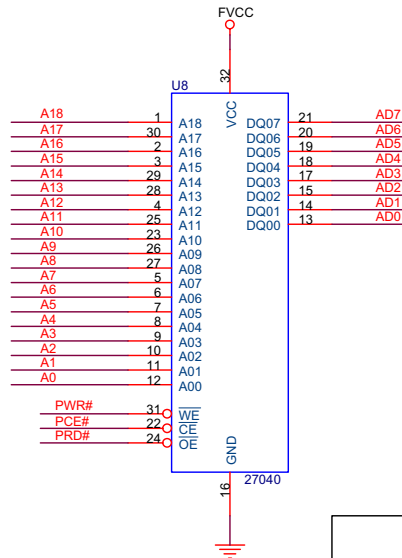 FVCC
32
U8
VCC
A18 1 A18 DQ07 21 AD7
A17 30 A17 DQ06 20 AD6
A16 2 A16 DQ05 19 AD5
A15 3 A15 DQ04 18 AD4
A14 29 A14 DQ03 17 AD3
A13 28 A13 DQ02 15 AD2
A12 4 A12 DQ01 14 AD1
A11 25 A11 DQ00 13 AD0
A10 23 A10
A9 26 A09
A8 27 A08
A7 5 A07
A6 6 A06
A5 7 A05
A4 8 A04
A3 9 A03
A2 10 A02
A1 11 A01
A0 12 A00
PWR# 31 WE
PCE# 22 CE
PRD# 24 OE
GND
16
27040